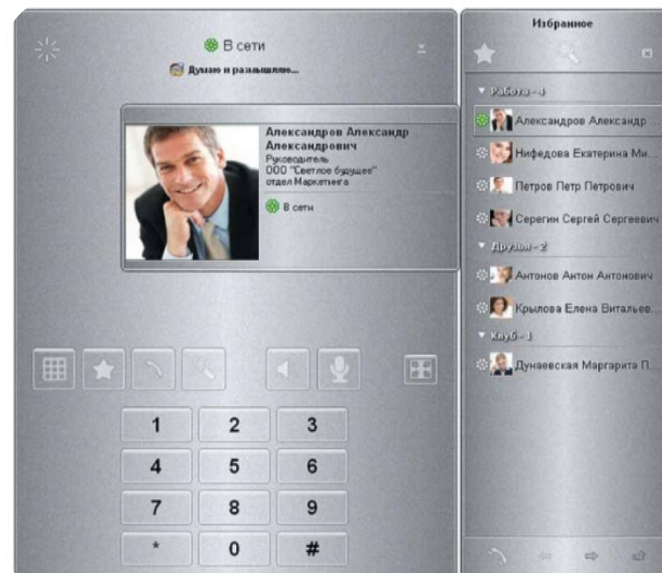 В сети
Думаю и размышляю...
Александров Александр
Александрович
Руководитель
ООО "Светлое будущее"
отдел Маркетинга
В сети
1 2 3
4 5 6
7 8 9
* 0 #
Избранное
Работа - 4
Александров Александр ...
Нифедова Екатерина Ми...
Петров Петр Петрович
Серегин Сергей Сергеевич
Друзья - 2
Антонов Антон Антонович
Крылова Елена Витальев...
Клуб - 1
Дунаевская Маргарита П...